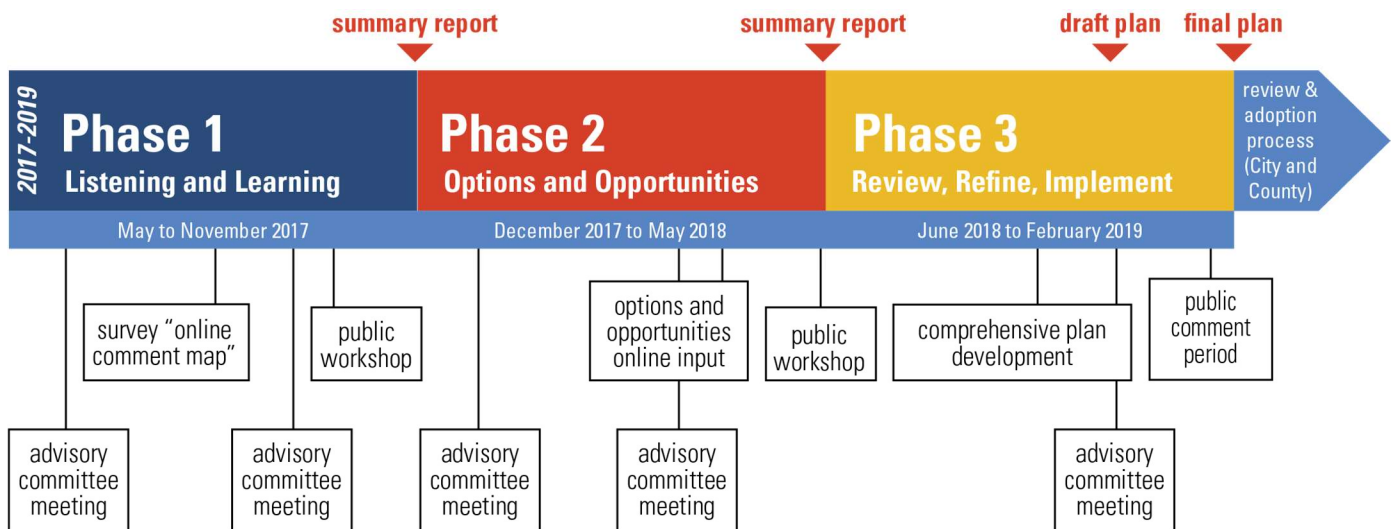 summary report
summary report
draft plan
final plan
2017-2019
Phase 1
Listening and Learning
Phase 2
Options and Opportunities
Phase 3
Review, Refine, Implement
review &
adoption
process
(City and
County)
May to November 2017
December 2017 to May 2018
June 2018 to February 2019
survey “online
comment map”
public
workshop
options and
opportunities
online input
public
workshop
comprehensive plan
development
public
comment
period
advisory
committee
meeting
advisory
committee
meeting
advisory
committee
meeting
advisory
committee
meeting
advisory
committee
meeting